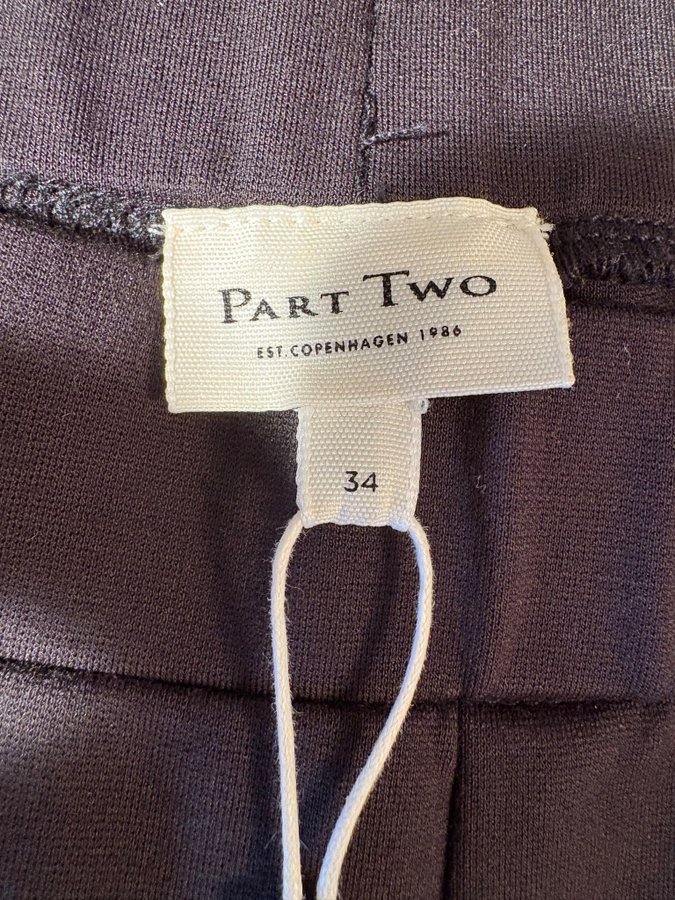 PART TWO
EST. COPENHAGEN 1986
34